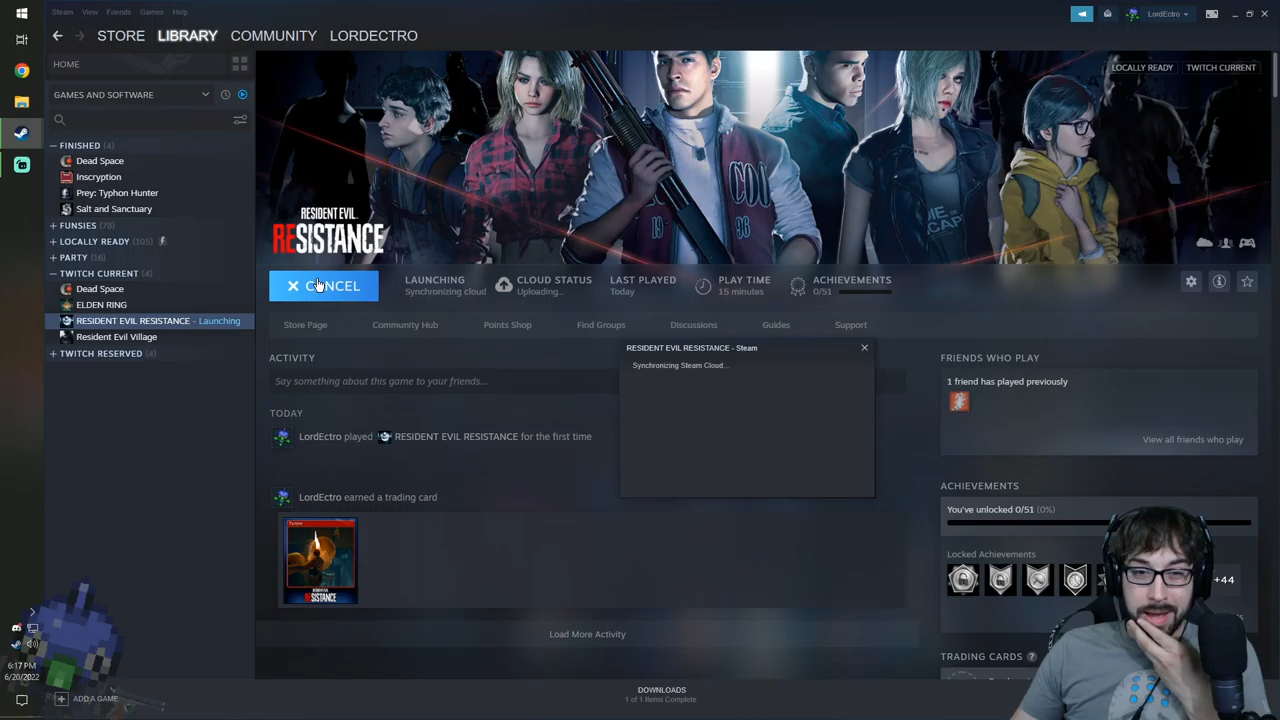 Steam View Friends Games Help
LordEctro
STORE LIBRARY COMMUNITY LORDECTRO
HOME
GAMES AND SOFTWARE
FINISHED (4)
Dead Space
Inscryption
Prey: Typhon Hunter
Salt and Sanctuary
FUNSIES (78)
LOCALLY READY (105)
PARTY (16)
TWITCH CURRENT (4)
Dead Space
ELDEN RING
RESIDENT EVIL RESISTANCE - Launching
Resident Evil Village
TWITCH RESERVED (4)
LOCALLY READY TWITCH CURRENT
RESIDENT EVIL
RESISTANCE
CANCEL
LAUNCHING
Synchronizing cloud
CLOUD STATUS
Uploading...
LAST PLAYED
Today
PLAY TIME
15 minutes
ACHIEVEMENTS
0/51
Store Page Community Hub Points Shop Find Groups Discussions Guides Support
RESIDENT EVIL RESISTANCE - Steam
Synchronizing Steam Cloud...
ACTIVITY
Say something about this game to your friends...
TODAY
LordEctro played RESIDENT EVIL RESISTANCE for the first time
LordEctro earned a trading card
Tyrone
RESISTANCE
Load More Activity
FRIENDS WHO PLAY
1 friend has played previously
View all friends who play
ACHIEVEMENTS
You've unlocked 0/51 (0%)
Locked Achievements
+44
TRADING CARDS ?
6:17 PM
6/20/2022
ADD A GAME
DOWNLOADS
1 of 1 Items Complete